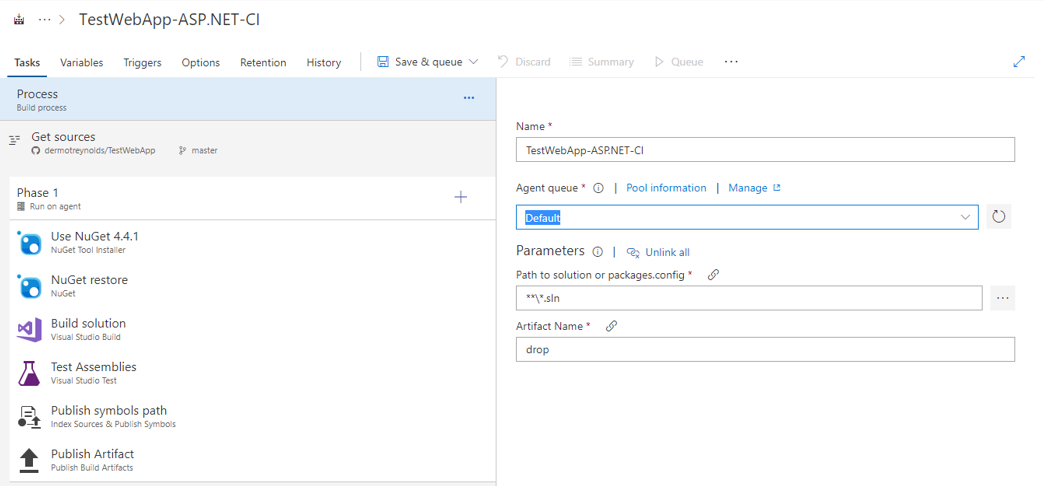 ··· > TestWebApp-ASP.NET-CI
Tasks Variables Triggers Options Retention History | Save & queue Discard Summary Queue ···
Process ···
Build process
Get sources
dermotreynolds/TestWebApp master
Phase 1 +
Run on agent
Use NuGet 4.4.1
NuGet Tool Installer
NuGet restore
NuGet
Build solution
Visual Studio Build
Test Assemblies
Visual Studio Test
Publish symbols path
Index Sources & Publish Symbols
Publish Artifact
Publish Build Artifacts
Name *
TestWebApp-ASP.NET-CI
Agent queue * | Pool information | Manage
Default
Parameters | Unlink all
Path to solution or packages.config *
**\*.sln ···
Artifact Name *
drop